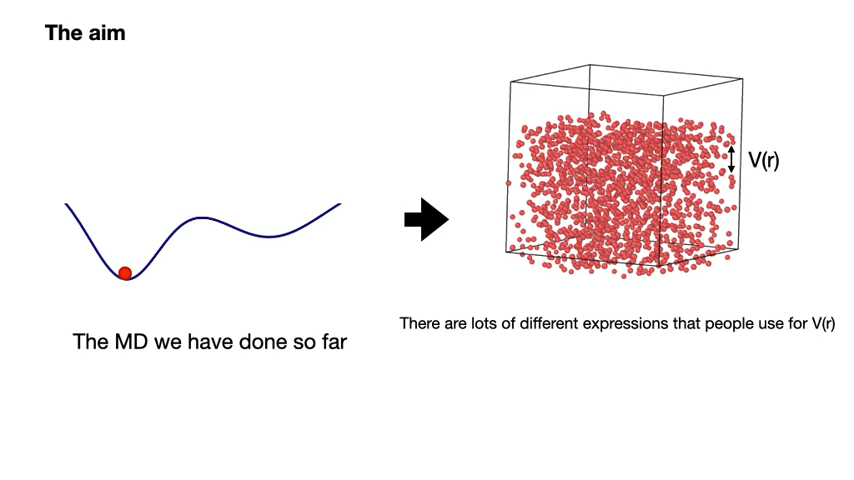 The aim
V(r)
The MD we have done so far
There are lots of different expressions that people use for V(r)